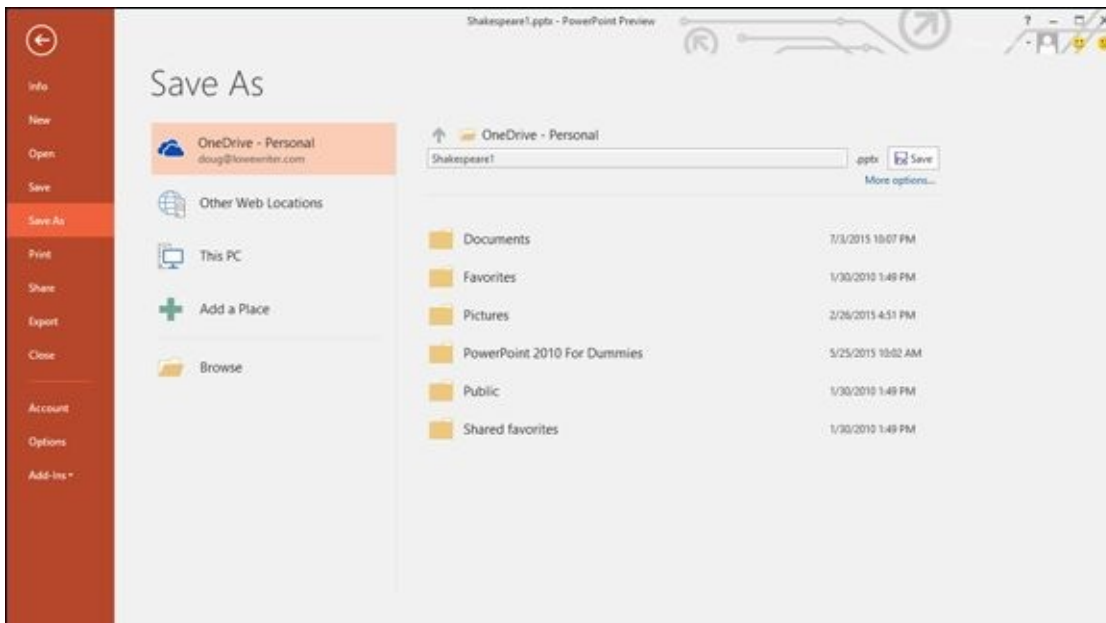 Shakespeare1.pptx - PowerPoint Preview
?
Info
New
Open
Save
Save As
Print
Share
Export
Close
Account
Options
Add-Ins
Save As
OneDrive - Personal
doug@lowewriter.com
Other Web Locations
This PC
Add a Place
Browse
OneDrive - Personal
Shakespeare1
.pptx
Save
More options...
Documents 7/3/2015 10:07 PM
Favorites 1/30/2010 1:49 PM
Pictures 2/26/2015 4:51 PM
PowerPoint 2010 For Dummies 5/25/2015 10:02 AM
Public 1/30/2010 1:49 PM
Shared favorites 1/30/2010 1:49 PM